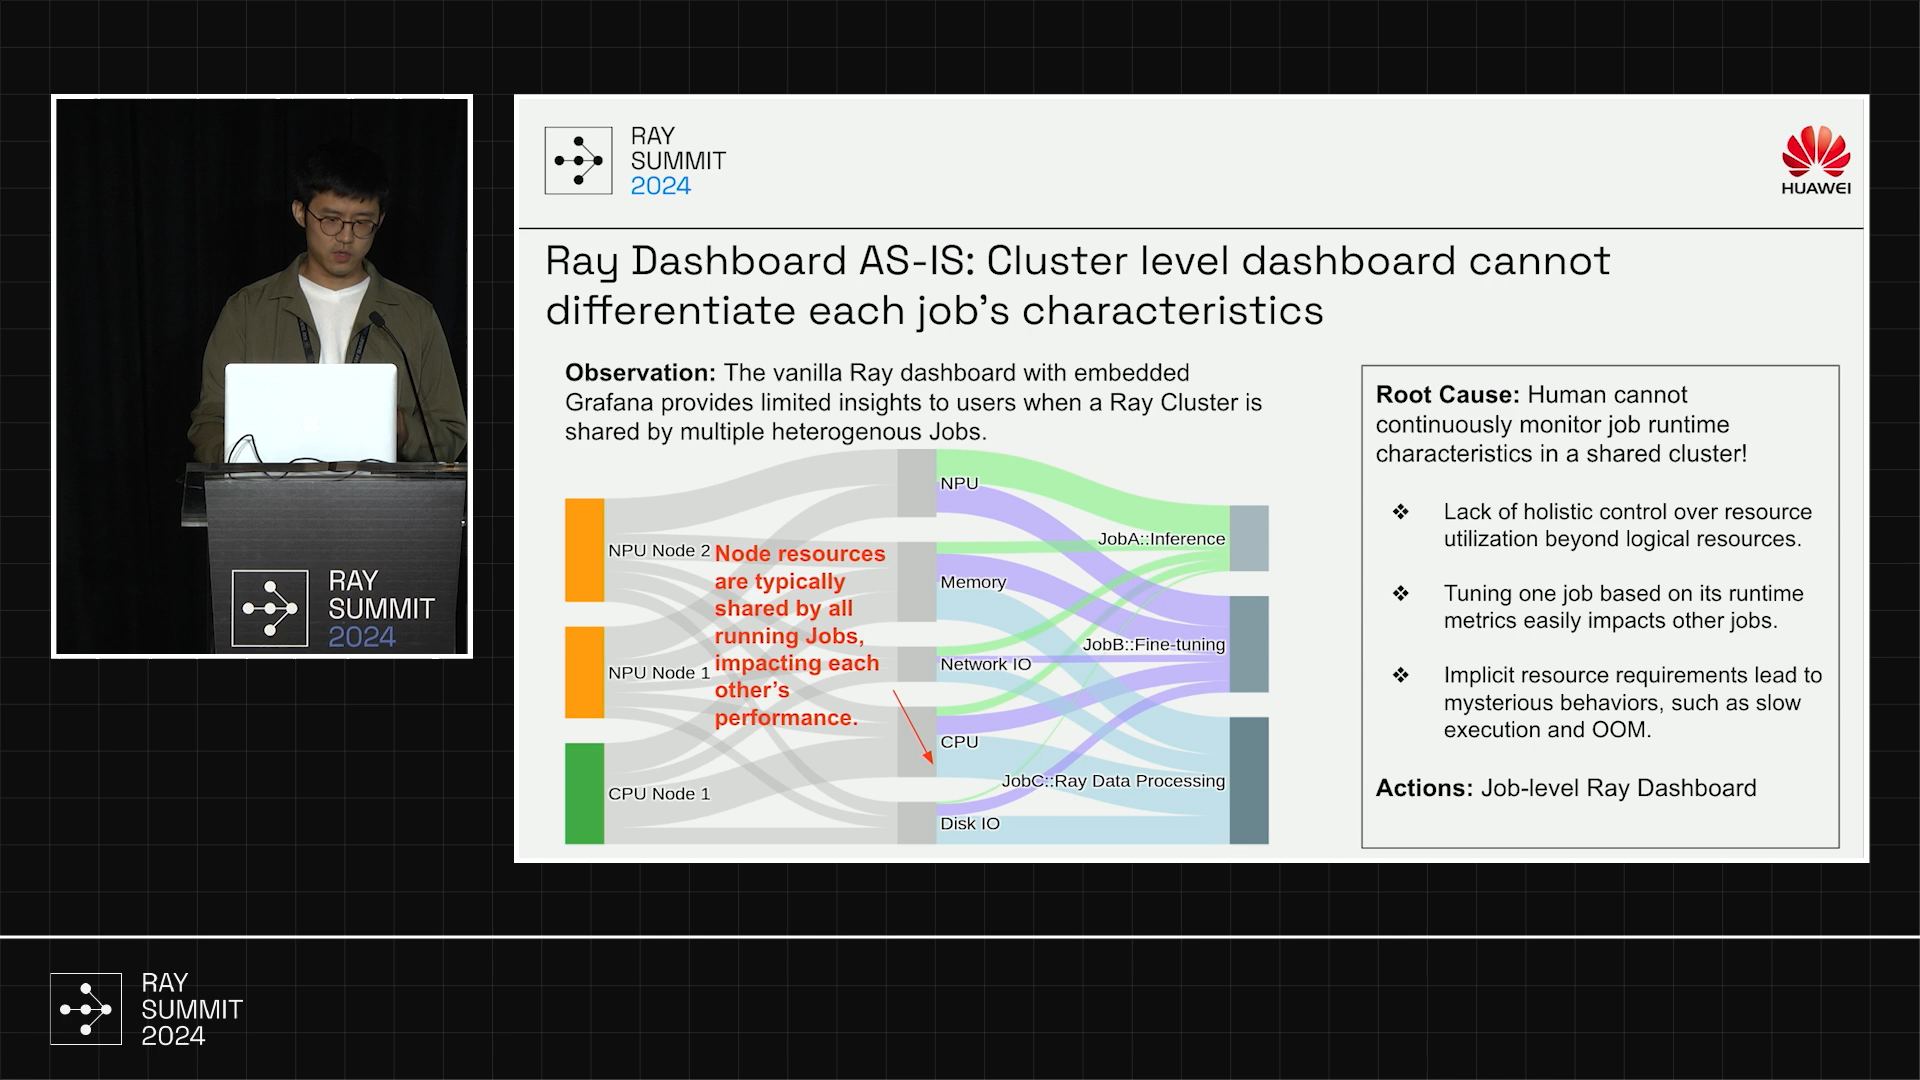 RAY
SUMMIT
2024
HUAWEI
Ray Dashboard AS-IS: Cluster level dashboard cannot
differentiate each job's characteristics
Observation: The vanilla Ray dashboard with embedded
Grafana provides limited insights to users when a Ray Cluster is
shared by multiple heterogenous Jobs.
NPU Node 2
NPU Node 1
CPU Node 1
Node resources
are typically
shared by all
running Jobs,
impacting each
other's
performance.
NPU
Memory
Network IO
CPU
Disk IO
JobA::Inference
JobB::Fine-tuning
JobC::Ray Data Processing
Root Cause: Human cannot
continuously monitor job runtime
characteristics in a shared cluster!
❖ Lack of holistic control over resource
utilization beyond logical resources.
❖ Tuning one job based on its runtime
metrics easily impacts other jobs.
❖ Implicit resource requirements lead to
mysterious behaviors, such as slow
execution and OOM.
Actions: Job-level Ray Dashboard
RAY
SUMMIT
2024
RAY
SUMMIT
2024